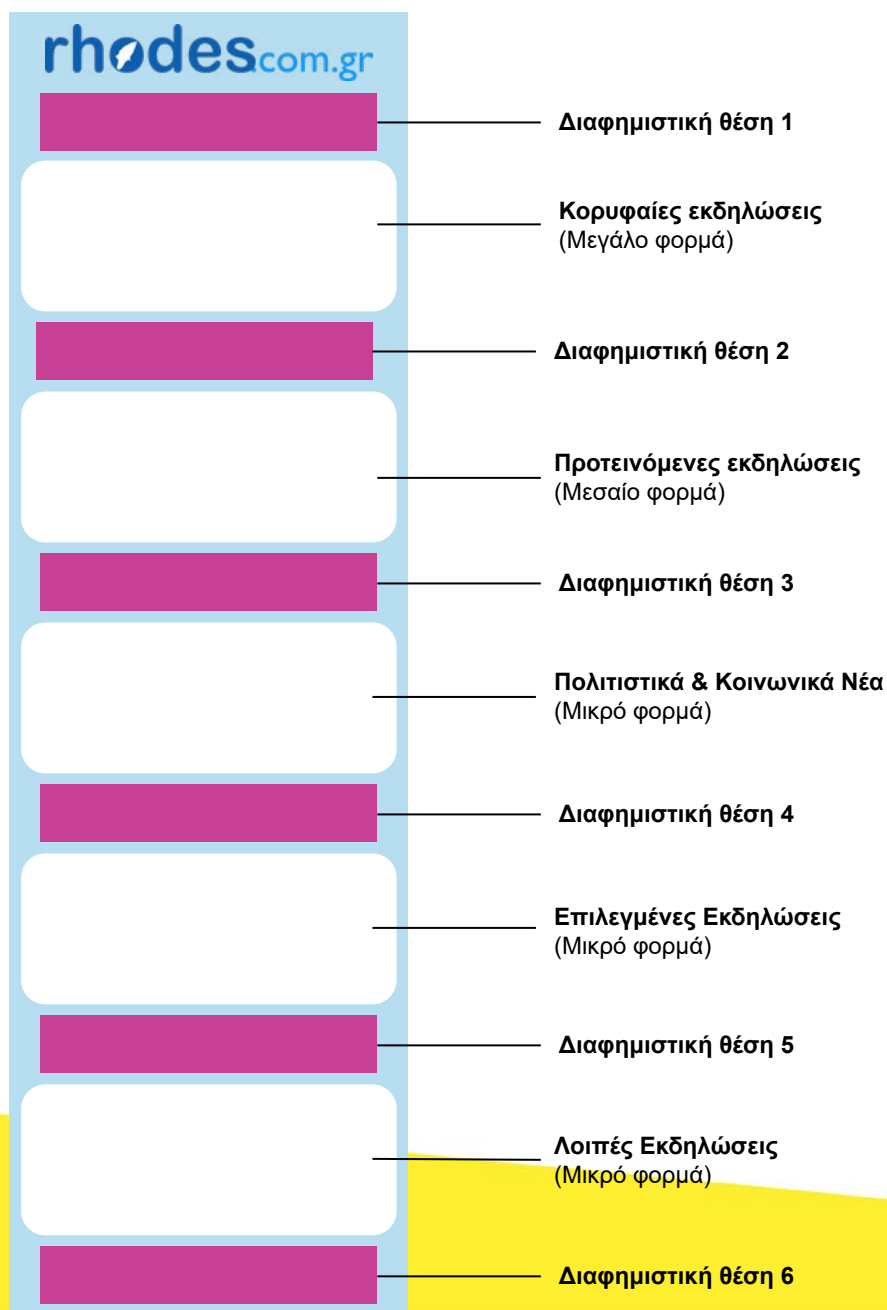 rhodes.com.gr
Διαφημιστική θέση 1
Κορυφαίες εκδηλώσεις
(Μεγάλο φορμά)
Διαφημιστική θέση 2
Προτεινόμενες εκδηλώσεις
(Μεσαίο φορμά)
Διαφημιστική θέση 3
Πολιτιστικά & Κοινωνικά Νέα
(Μικρό φορμά)
Διαφημιστική θέση 4
Επιλεγμένες Εκδηλώσεις
(Μικρό φορμά)
Διαφημιστική θέση 5
Λοιπές Εκδηλώσεις
(Μικρό φορμά)
Διαφημιστική θέση 6